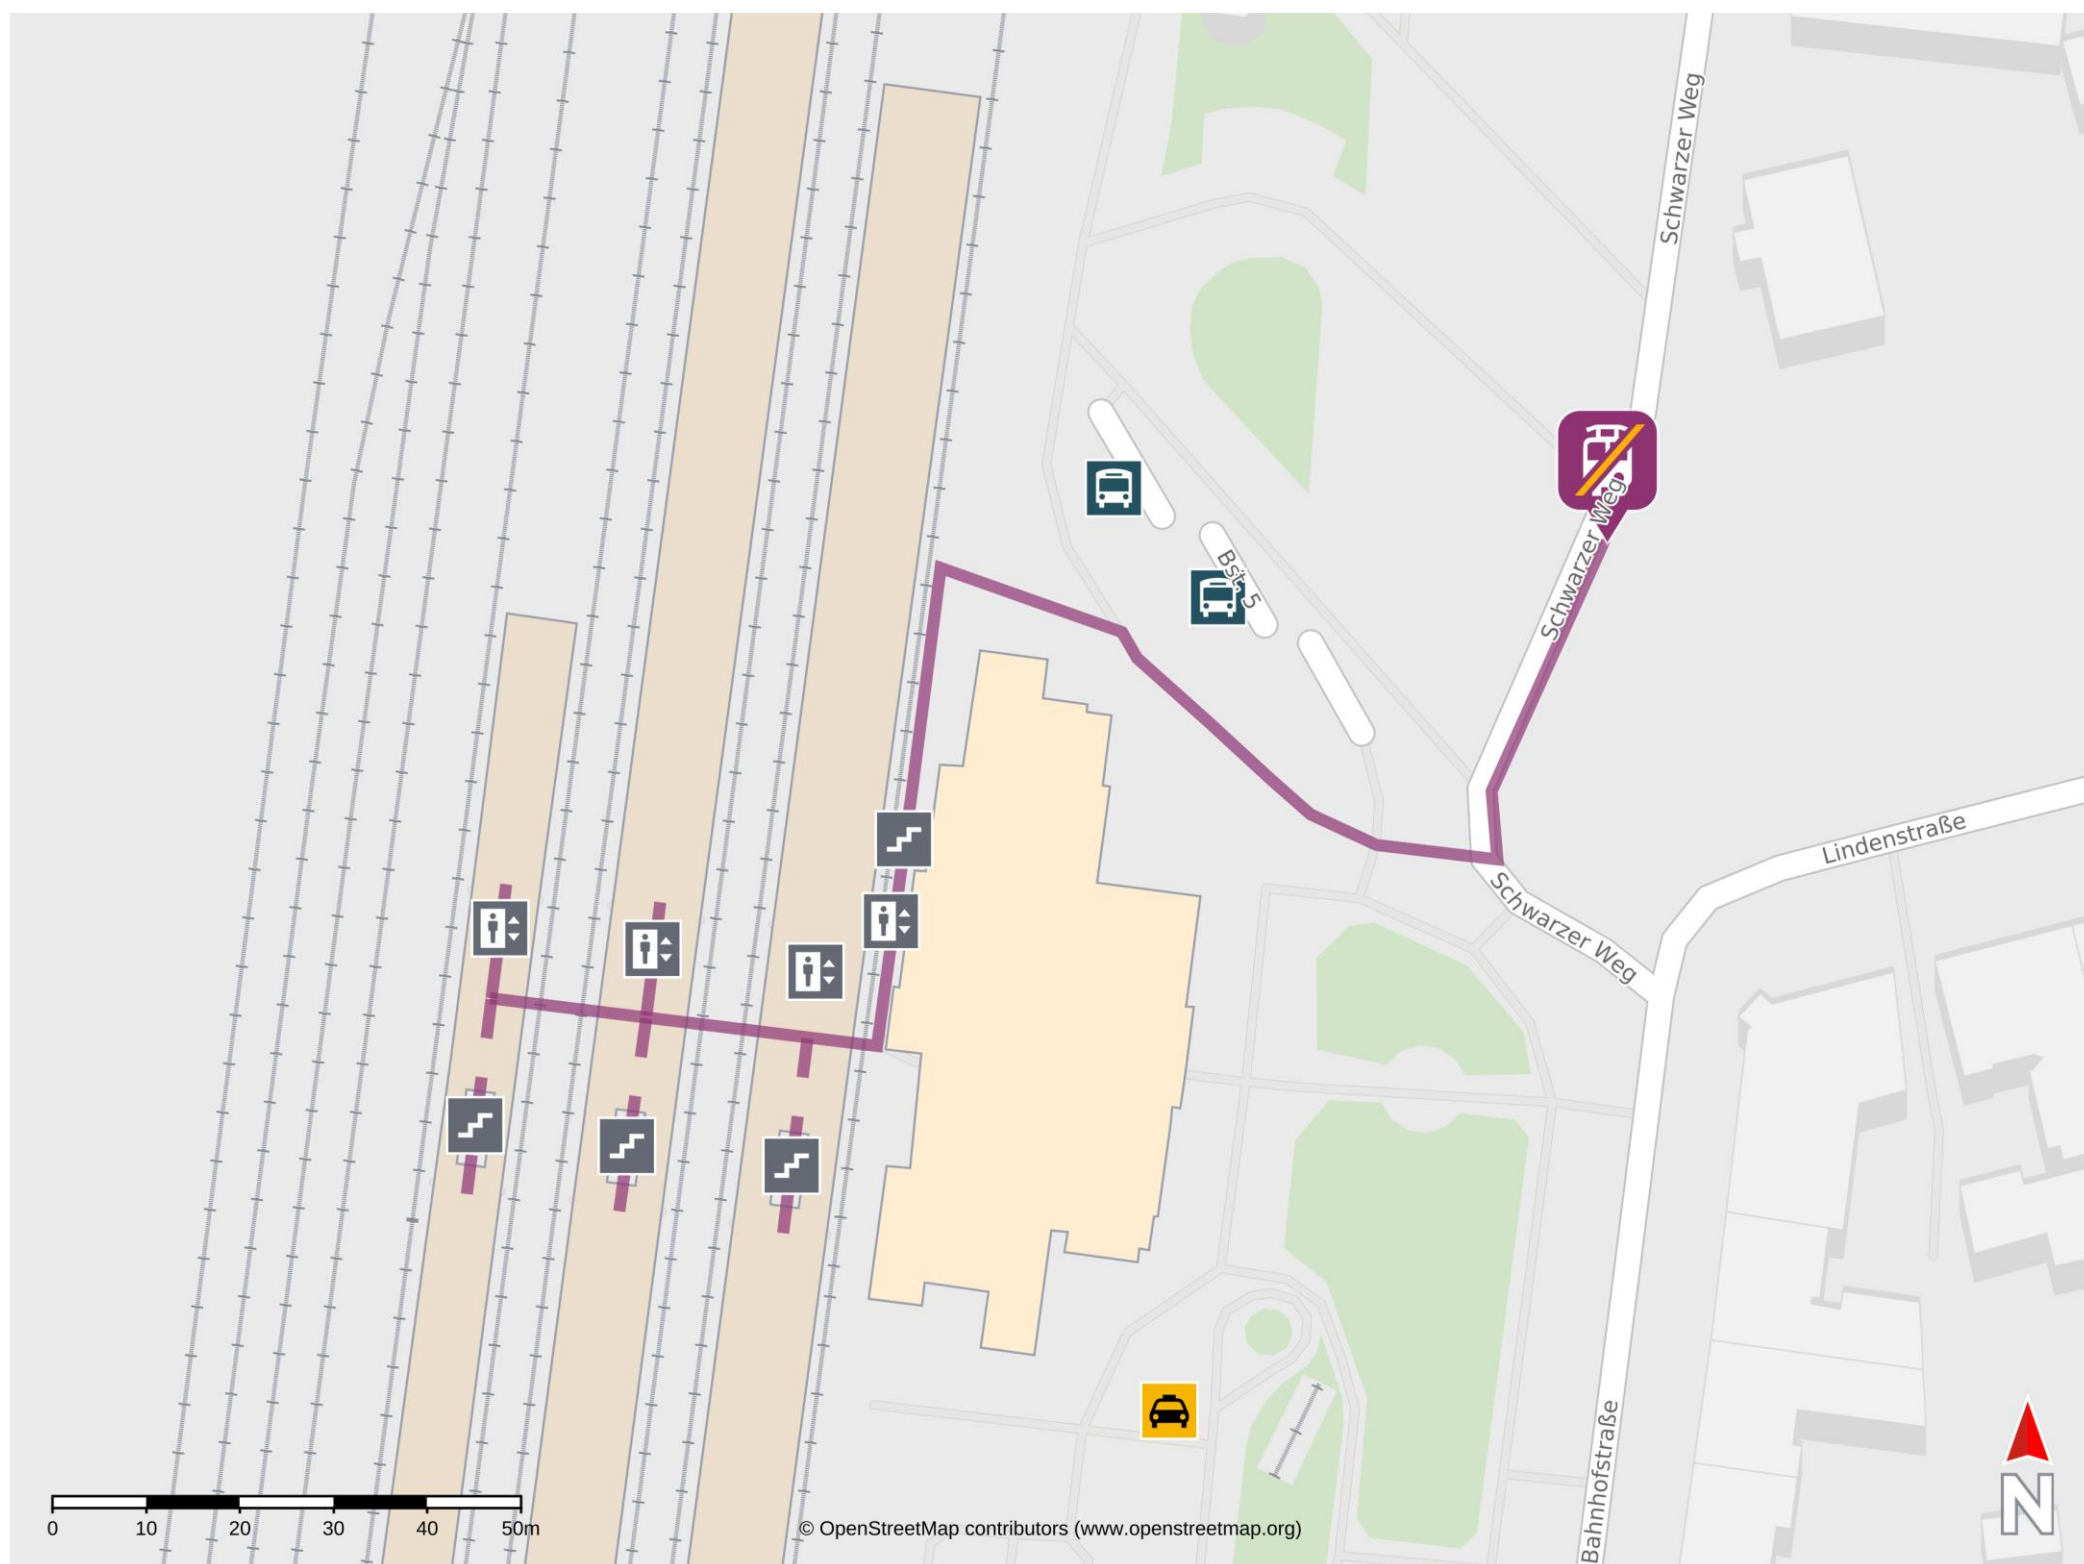 Schwarzer Weg
Schwarzer Weg
Bst. 5
Lindenstraße
Schwarzer Weg
Bahnhofstraße
0 10 20 30 40 50m
© OpenStreetMap contributors (www.openstreetmap.org)
N